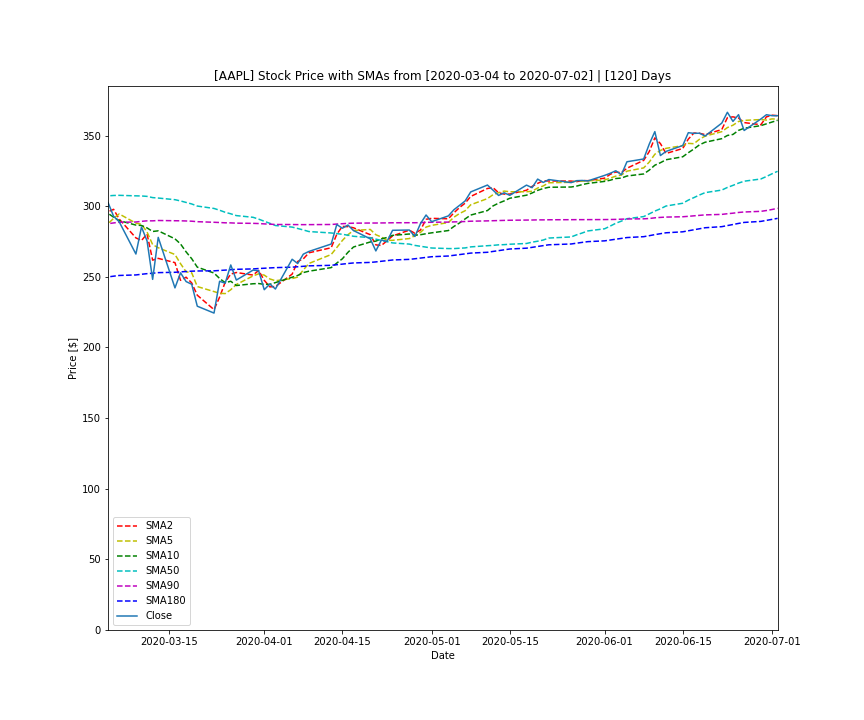 [AAPL] Stock Price with SMAs from [2020-03-04 to 2020-07-02] | [120] Days
350
300
250
200
150
100
50
0
Price [$]
SMA2
SMA5
SMA10
SMA50
SMA90
SMA180
Close
2020-03-15 2020-04-01 2020-04-15 2020-05-01 2020-05-15 2020-06-01 2020-06-15 2020-07-01
Date